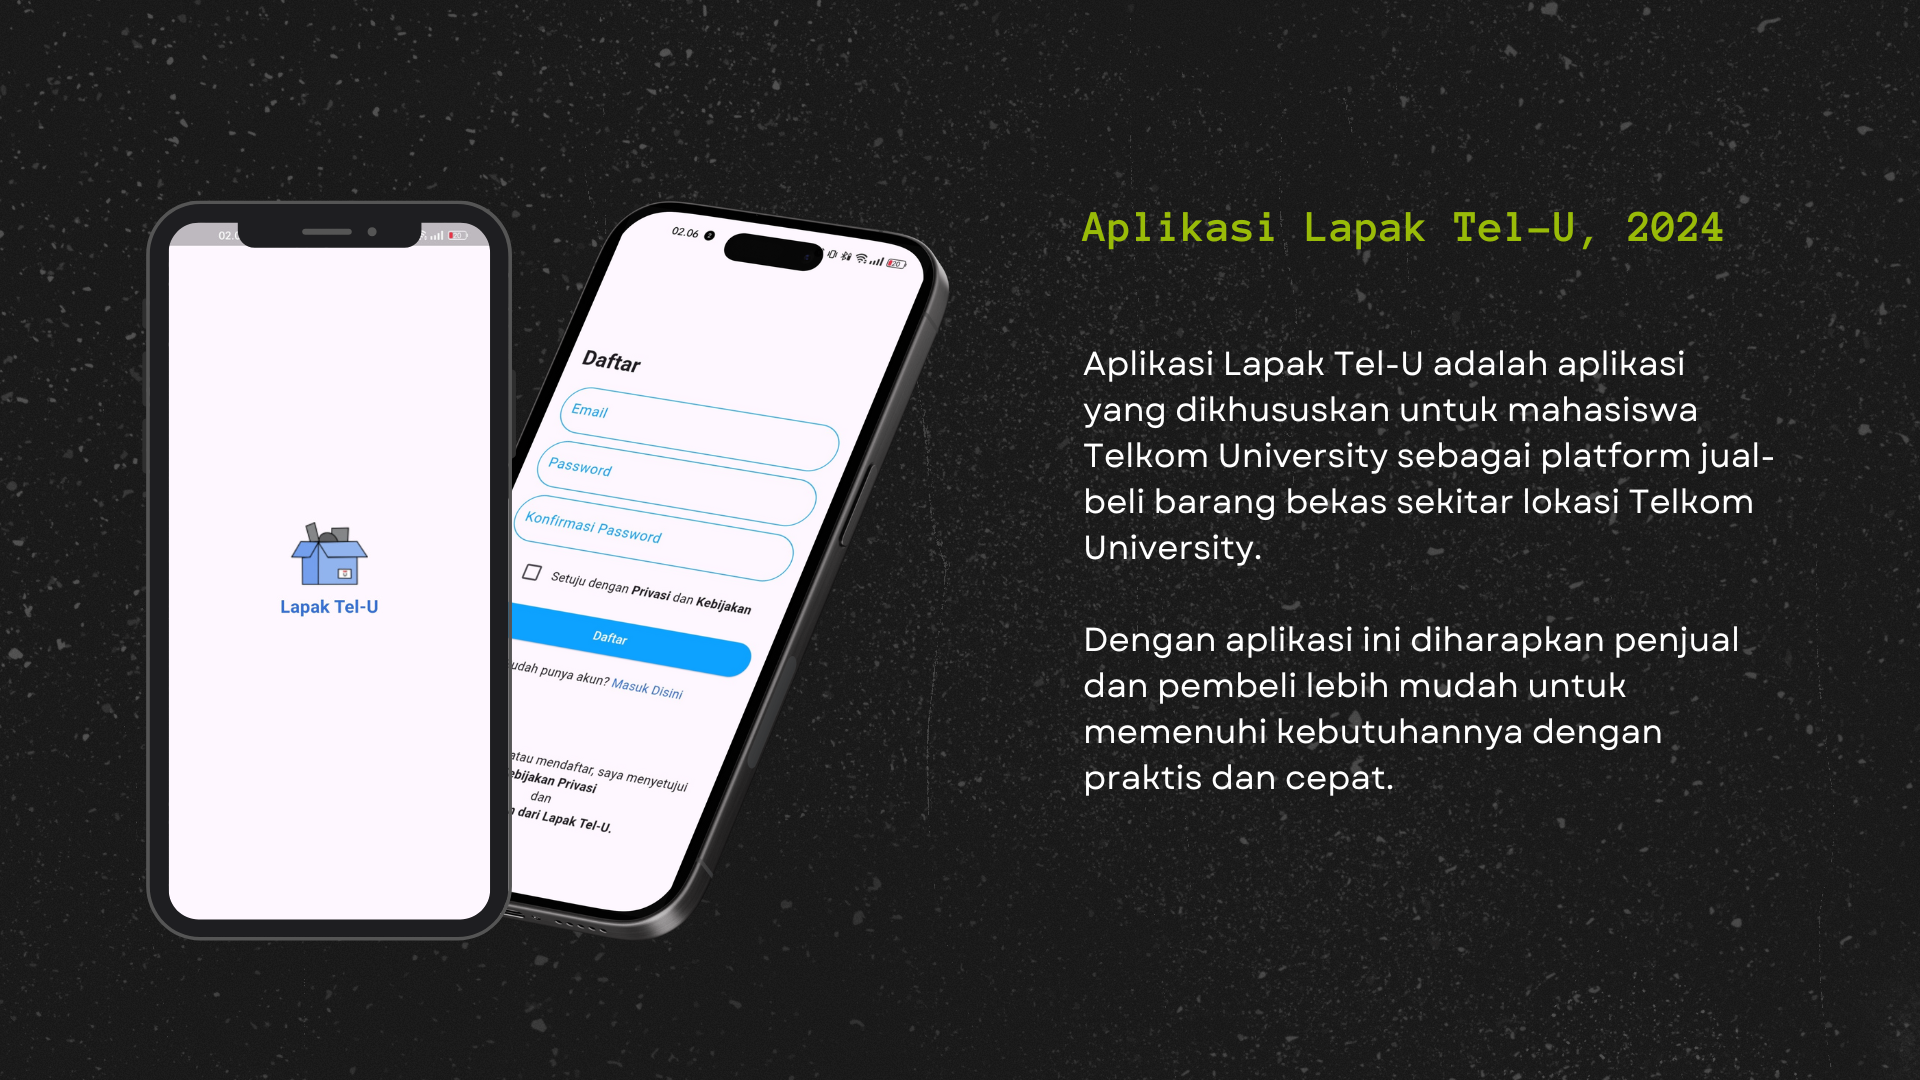 Lapak Tel-U
02.06
Daftar
Email
Password
Konfirmasi Password
Setuju dengan Privasi dan Kebijakan
Daftar
punya akun? Masuk Disini
atau mendaftar, saya menyetujui
Privasi
dan
dari Lapak Tel-U.
Aplikasi Lapak Tel-U, 2024
Aplikasi Lapak Tel-U adalah aplikasi
yang dikhususkan untuk mahasiswa
Telkom University sebagai platform jual-
beli barang bekas sekitar lokasi Telkom
University.
Dengan aplikasi ini diharapkan penjual
dan pembeli lebih mudah untuk
memenuhi kebutuhannya dengan
praktis dan cepat.